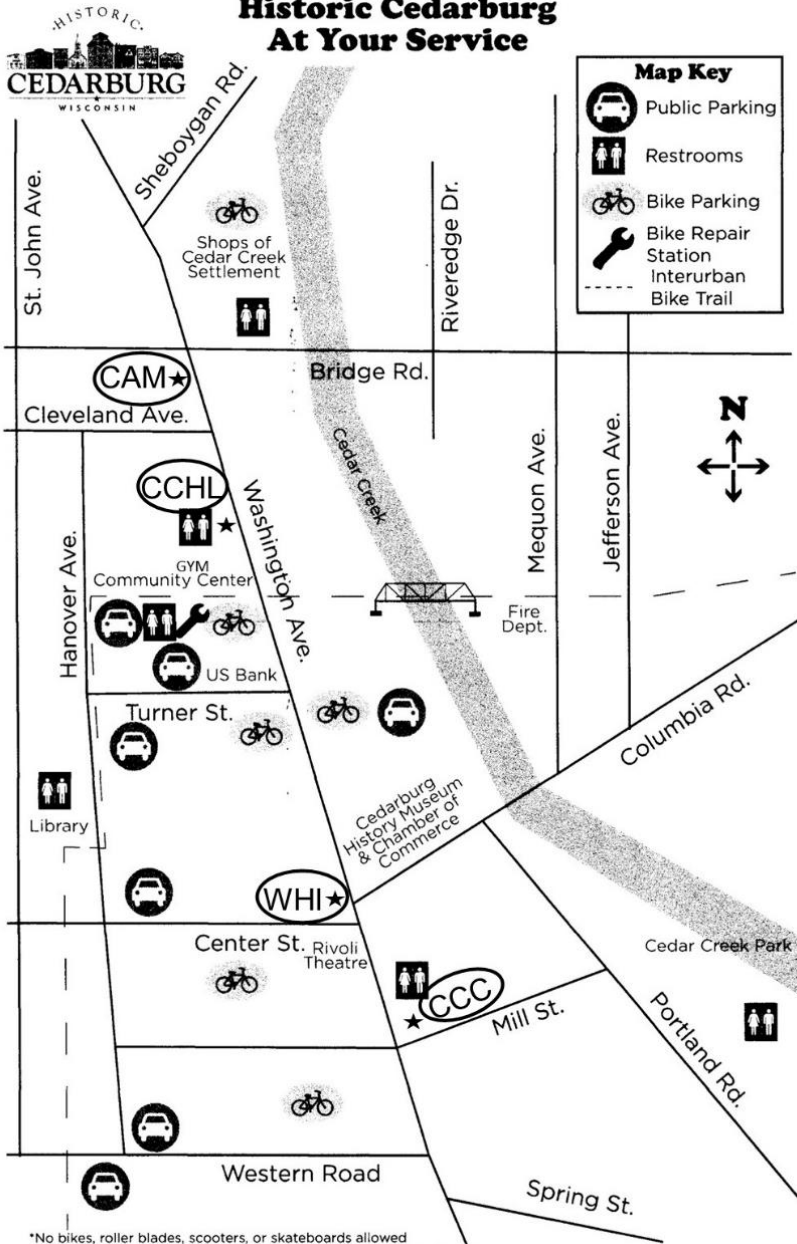 Historic Cedarburg
At Your Service
·HISTORIC·
CEDARBURG
WISCONSIN
Map Key
Public Parking
Restrooms
Bike Parking
Bike Repair
Station
Interurban
Bike Trail
Sheboygan Rd.
St. John Ave.
Shops of
Cedar Creek
Settlement
Riveredge Dr.
Bridge Rd.
CAM★
Cleveland Ave.
N
Cedar Creek
Mequon Ave.
Jefferson Ave.
CCHL
Washington Ave.
Hanover Ave.
GYM
Community Center
Fire
Dept.
US Bank
Turner St.
Columbia Rd.
Library
Cedarburg
History Museum
& Chamber of
Commerce
WHI★
Center St.
Rivoli
Theatre
Cedar Creek Park
CCC
Mill St.
Portland Rd.
Western Road
Spring St.
*No bikes, roller blades, scooters, or skateboards allowed